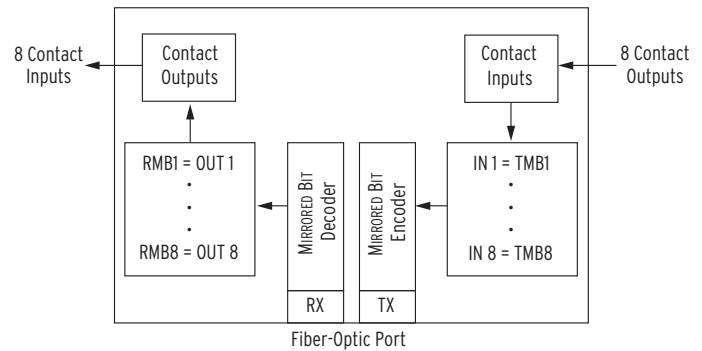 8 Contact
Inputs
Contact
Outputs
Contact
Inputs
8 Contact
Outputs
RMB1 = OUT 1
.
.
.
RMB8 = OUT 8
MIRRORED BIT
Decoder
MIRRORED BIT
Encoder
IN 1 = TMB1
.
.
.
IN 8 = TMB8
RX
TX
Fiber-Optic Port